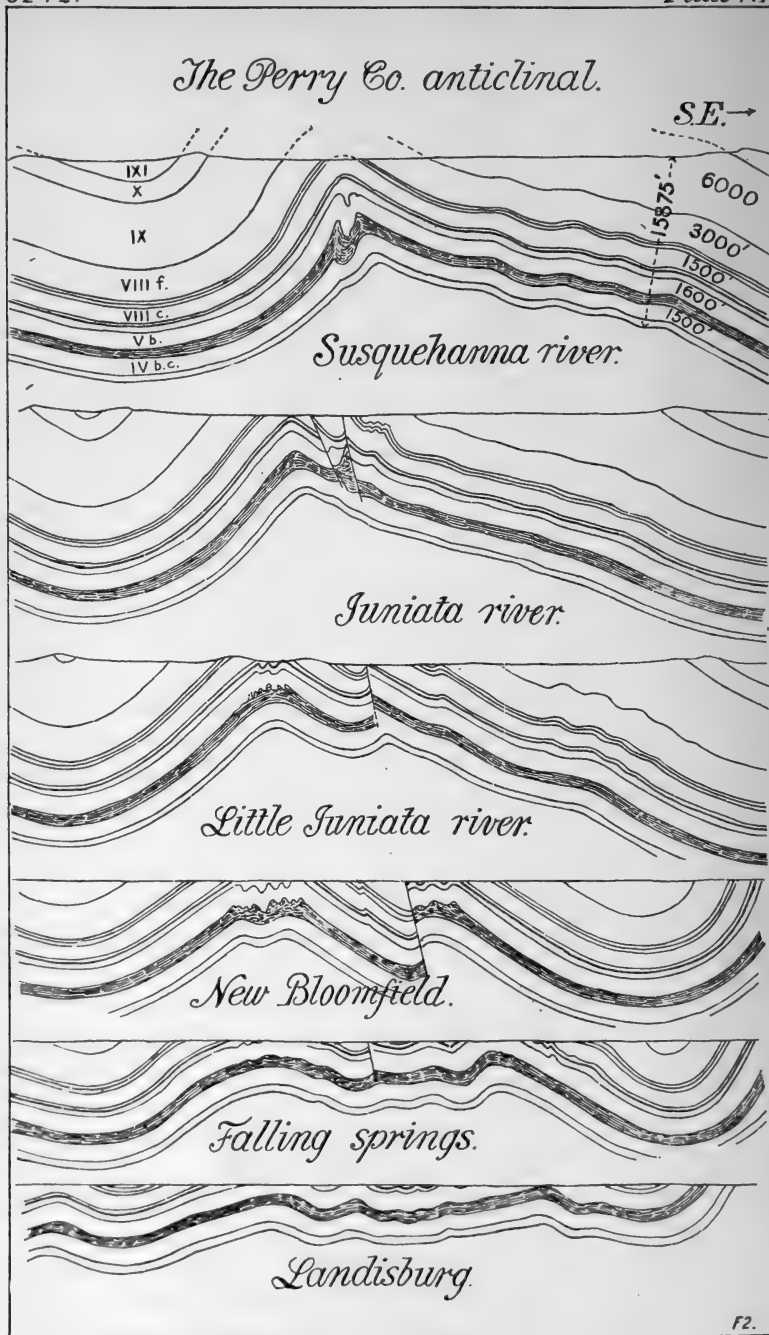 The Perry Co. anticlinal.
S.E.
IXI
X
IX
VIII f.
VIII c.
V b.
IV b.c.
15875'
6000
3000'
1500'
1600'
1500'
Susquehanna river.
Juniata river.
Little Juniata river.
New Bloomfield.
Falling springs.
Landisburg.
F2.